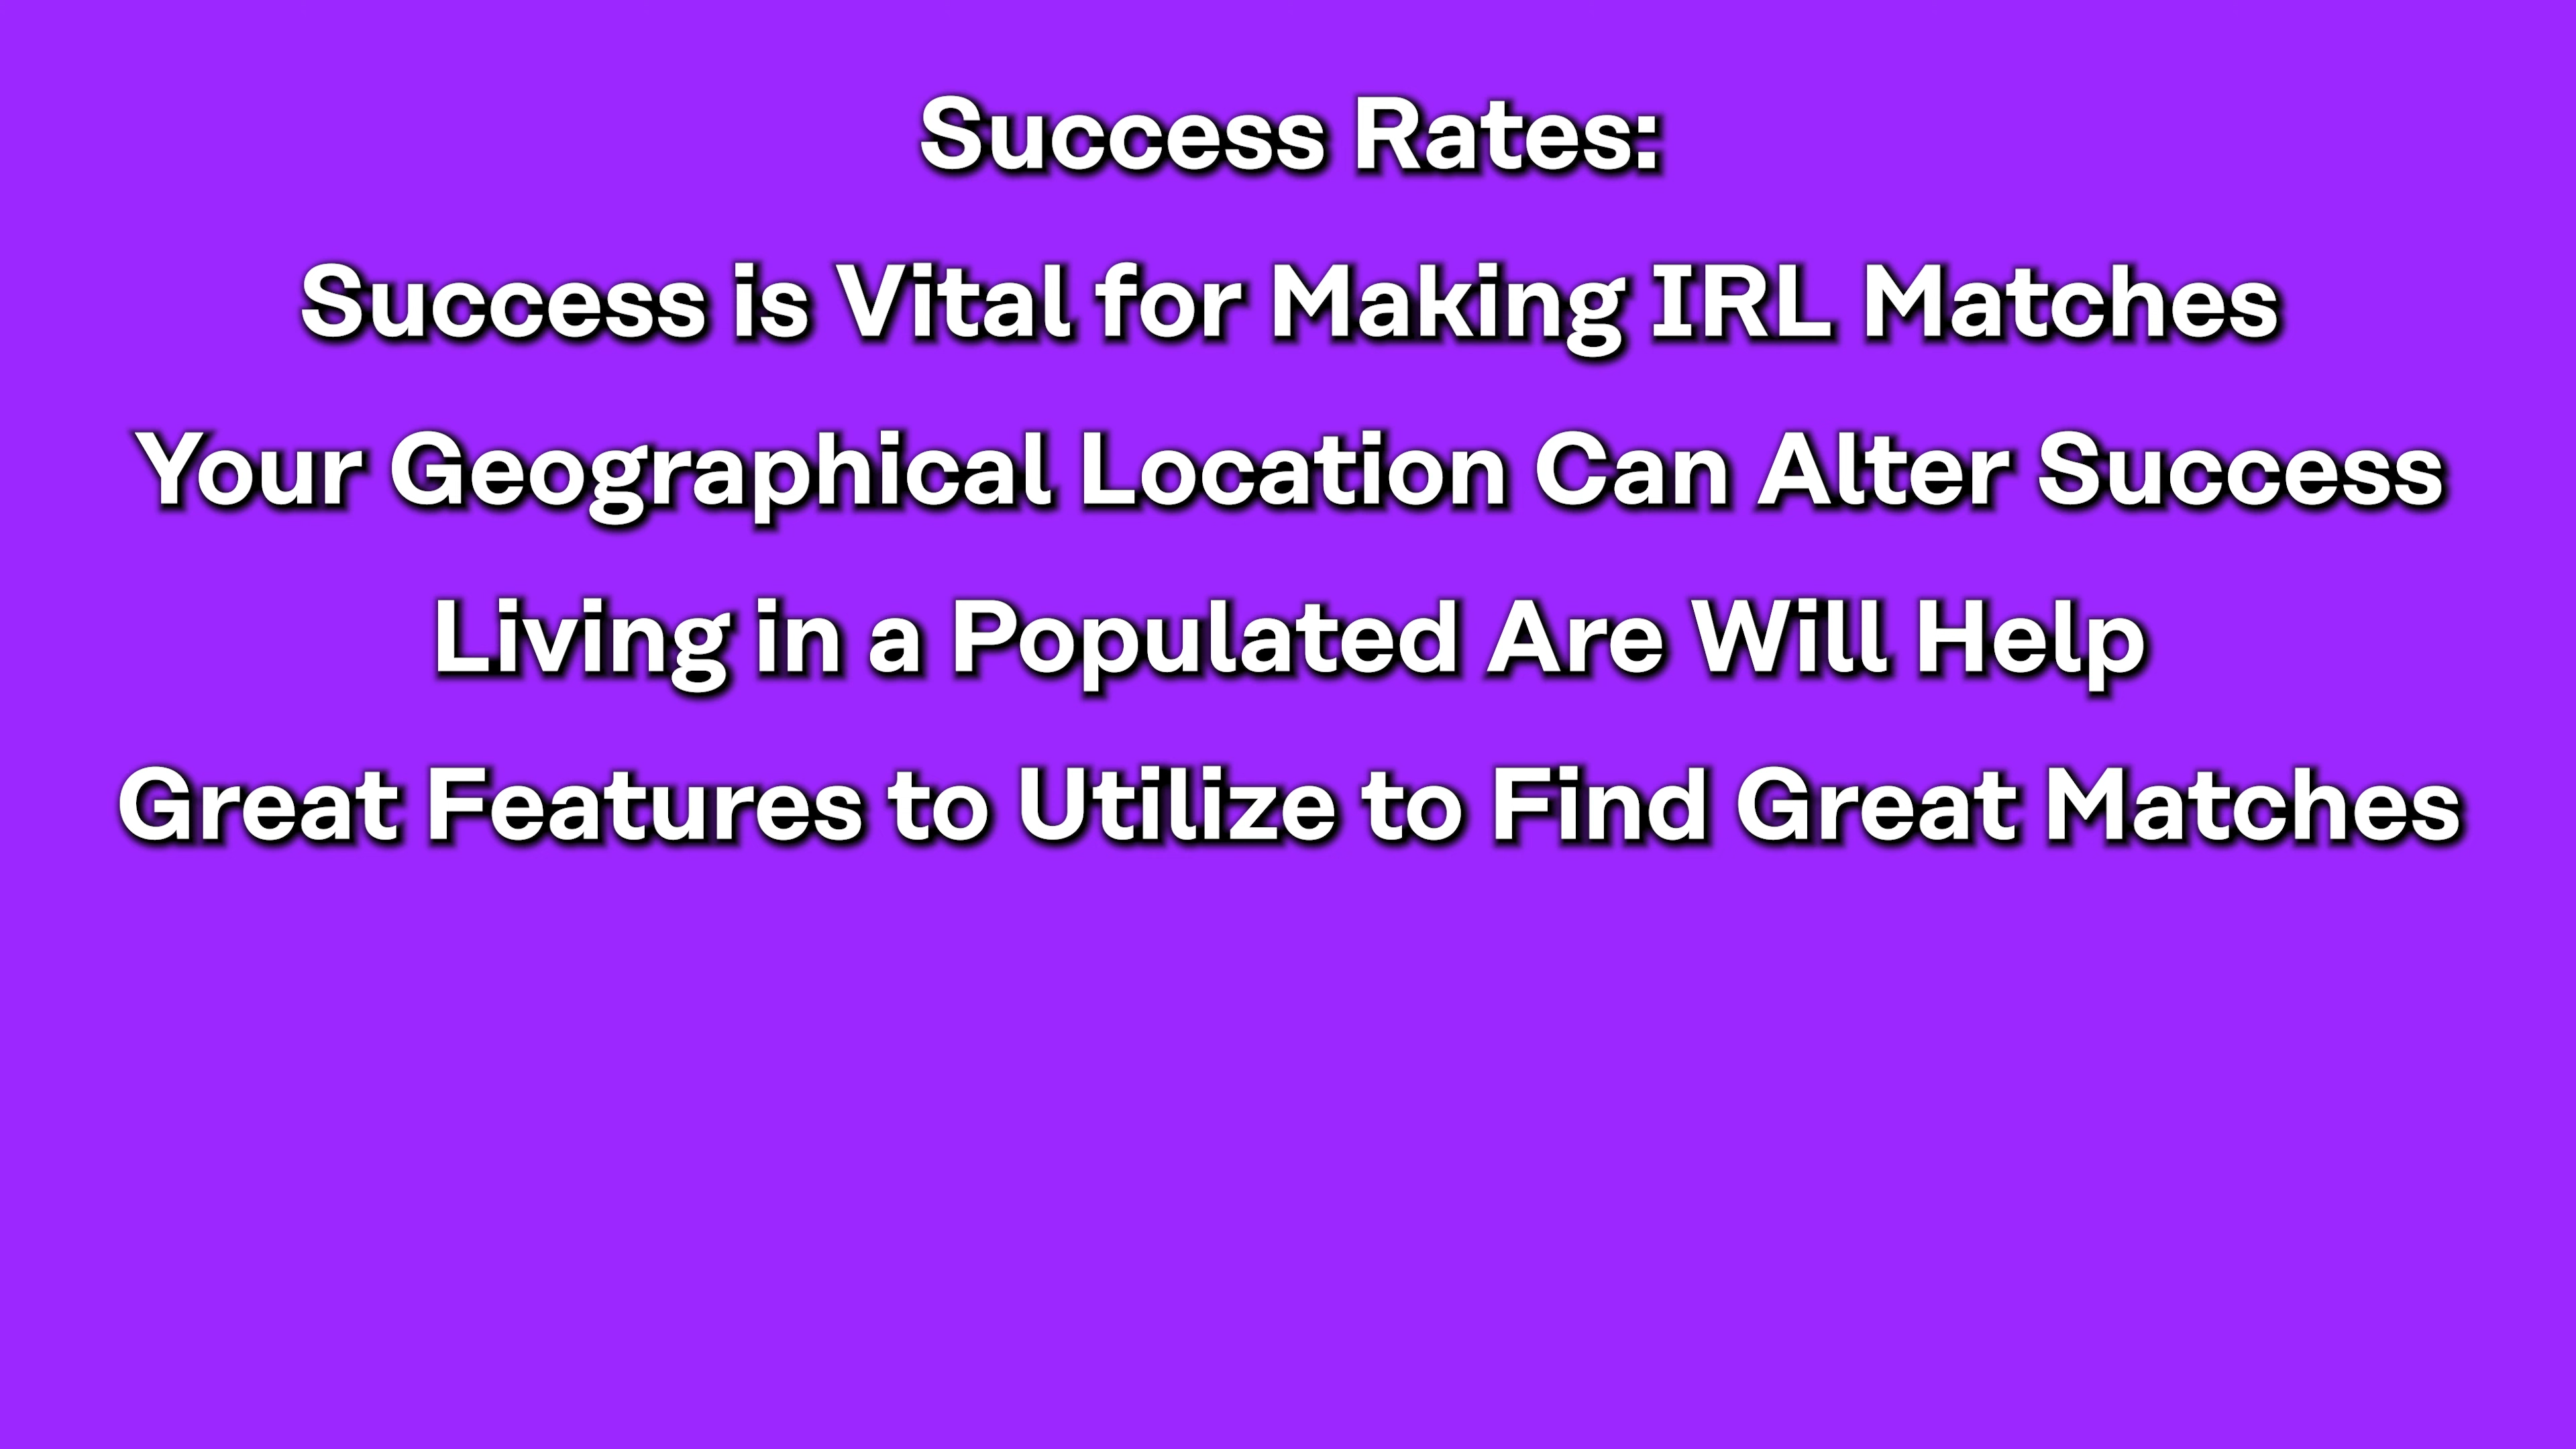 Success Rates:
Success is Vital for Making IRL Matches
Your Geographical Location Can Alter Success
Living in a Populated Are Will Help
Great Features to Utilize to Find Great Matches